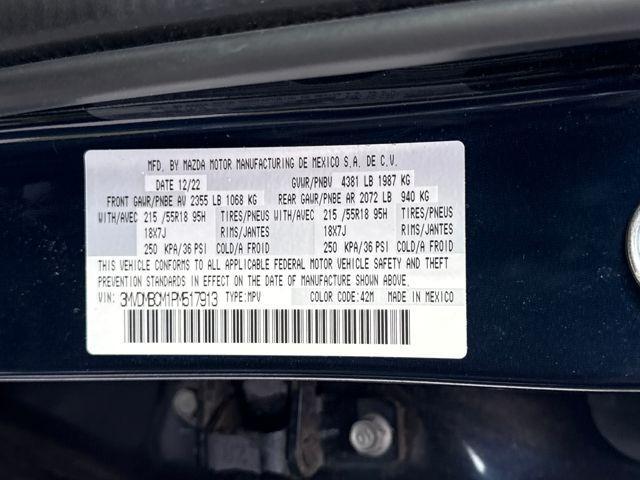 MFD. BY MAZDA MOTOR MANUFACTURING DE MEXICO S.A. DE C.V.
DATE 12/22 GVWR/PNBV 4381 LB 1987 KG
FRONT GAWR/PNBE AV 2355 LB 1068 KG REAR GAWR/PNBE AR 2072 LB 940 KG
WITH/AVEC 215 /55R18 95H TIRES/PNEUS WITH/AVEC 215 /55R18 95H TIRES/PNEUS
18X7J RIMS/JANTES 18X7J RIMS/JANTES
250 KPA/36 PSI COLD/A FROID 250 KPA/36 PSI COLD/A FROID
THIS VEHICLE CONFORMS TO ALL APPLICABLE FEDERAL MOTOR VEHICLE SAFETY AND THEFT
PREVENTION STANDARDS IN EFFECT ON THE DATE OF MANUFACTURE SHOWN ABOVE.
VIN: 3MVDMBCM1PM517913 TYPE:MPV COLOR CODE:42M MADE IN MEXICO